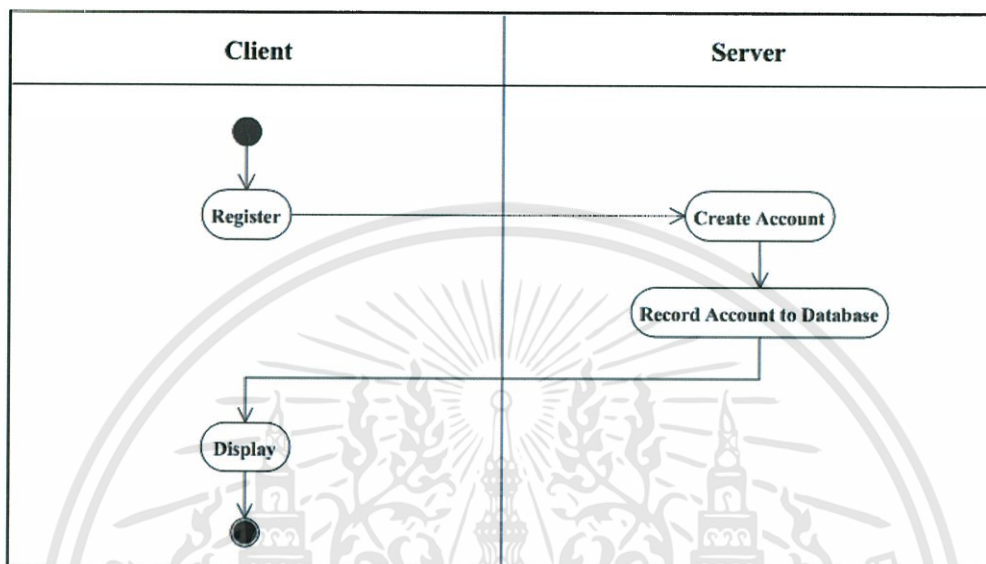 Client
Server
Register
Create Account
Record Account to Database
Display